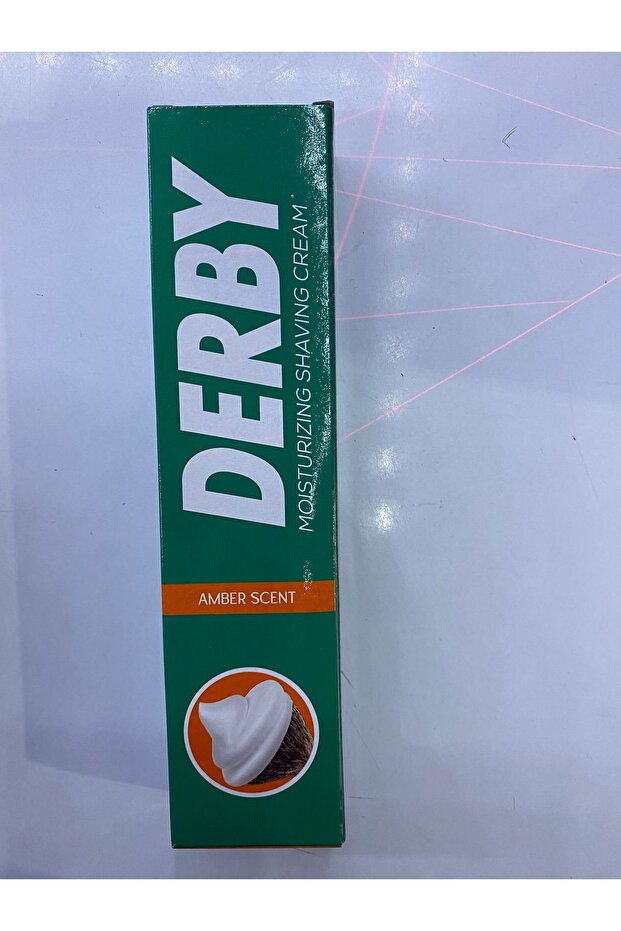 DERBY
MOISTURIZING SHAVING CREAM*
AMBER SCENT